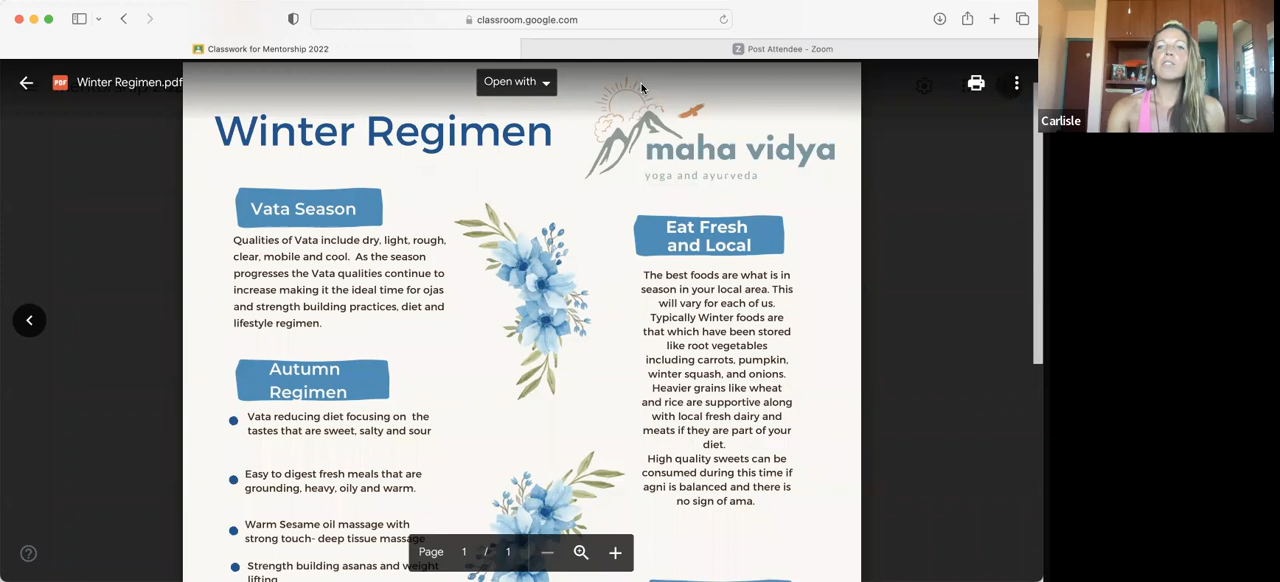 classroom.google.com
Classwork for Mentorship 2022
Z Post Attendee - Zoom
PDF Winter Regimen.pdf
Open with
Carlisle
Winter Regimen
maha vidya
yoga and ayurveda
Vata Season
Qualities of Vata include dry, light, rough,
clear, mobile and cool. As the season
progresses the Vata qualities continue to
increase making it the ideal time for ojas
and strength building practices, diet and
lifestyle regimen.
Autumn
Regimen
Vata reducing diet focusing on the
tastes that are sweet, salty and sour
Easy to digest fresh meals that are
grounding, heavy, oily and warm.
Warm Sesame oil massage with
strong touch- deep tissue massage
Strength building asanas and weight
lifting
Eat Fresh
and Local
The best foods are what is in
season in your local area. This
will vary for each of us.
Typically Winter foods are
that which have been stored
like root vegetables
including carrots, pumpkin,
winter squash, and onions.
Heavier grains like wheat
and rice are supportive along
with local fresh dairy and
meats if they are part of your
diet.
High quality sweets can be
consumed during this time if
agni is balanced and there is
no sign of ama.
Page 1 / 1